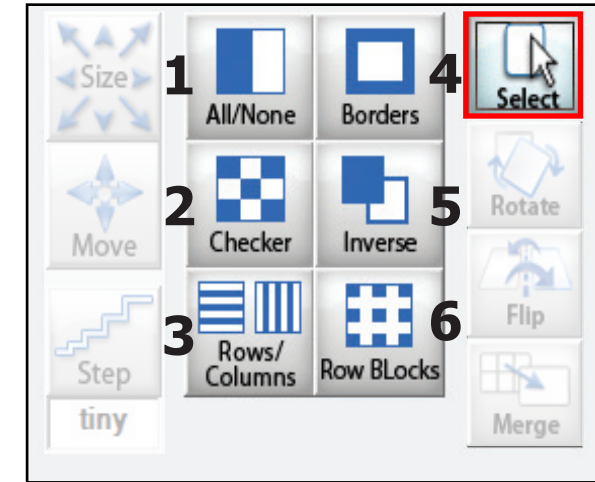 Size
1
All/None
Borders
4
Select
Move
2
Checker
Inverse
5
Rotate
Step
tiny
3
Rows/
Columns
Row BLocks
6
Flip
Merge